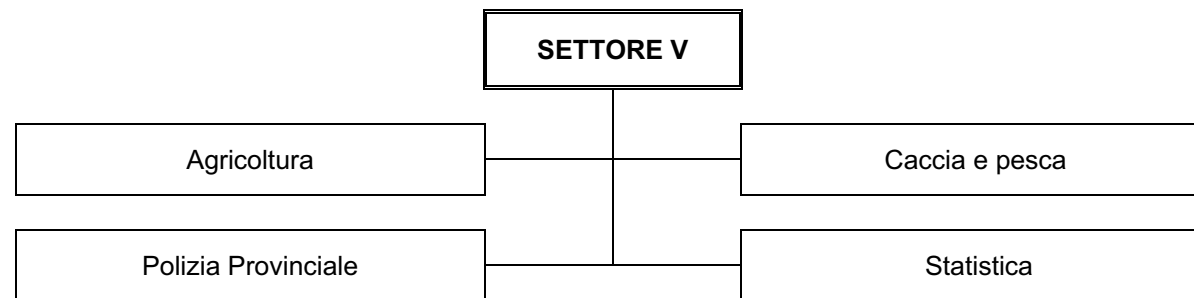 SETTORE V
Agricoltura
Caccia e pesca
Polizia Provinciale
Statistica